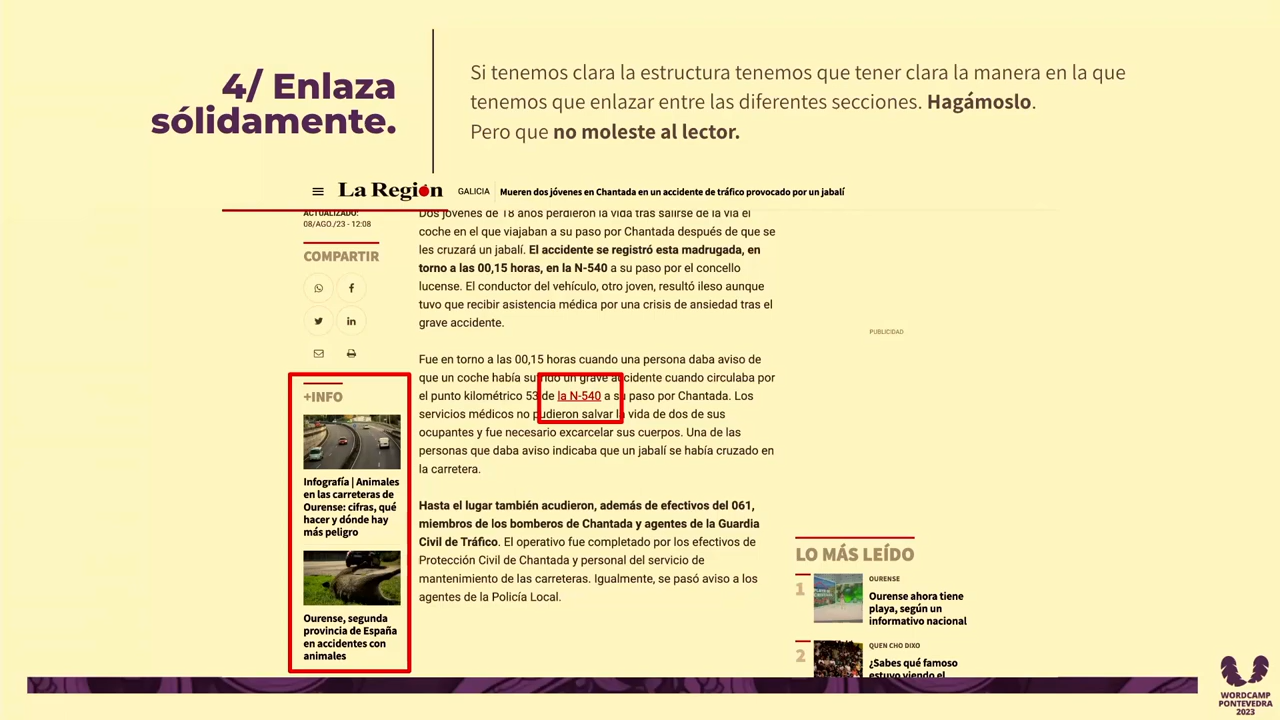 4/ Enlaza
sólidamente.
Si tenemos clara la estructura tenemos que tener clara la manera en la que
tenemos que enlazar entre las diferentes secciones. Hagámoslo.
Pero que no moleste al lector.
La Región
GALICIA
Mueren dos jóvenes en Chantada en un accidente de tráfico provocado por un jabalí
ACTUALIZADO:
08/AGO./23 - 12:08
COMPARTIR
+INFO
Infografía | Animales
en las carreteras de
Ourense: cifras, qué
hacer y dónde hay
más peligro
Ourense, segunda
provincia de España
en accidentes con
animales
Dos jóvenes de 18 años perdieron la vida tras salirse de la vía el
coche en el que viajaban a su paso por Chantada después de que se
les cruzará un jabalí. El accidente se registró esta madrugada, en
torno a las 00,15 horas, en la N-540 a su paso por el concello
lucense. El conductor del vehículo, otro joven, resultó ileso aunque
tuvo que recibir asistencia médica por una crisis de ansiedad tras el
grave accidente.
Fue en torno a las 00,15 horas cuando una persona daba aviso de
que un coche había sufrido un grave accidente cuando circulaba por
el punto kilométrico 53 de la N-540 a su paso por Chantada. Los
servicios médicos no pudieron salvar la vida de dos de sus
ocupantes y fue necesario excarcelar sus cuerpos. Una de las
personas que daba aviso indicaba que un jabalí se había cruzado en
la carretera.
Hasta el lugar también acudieron, además de efectivos del 061,
miembros de los bomberos de Chantada y agentes de la Guardia
Civil de Tráfico. El operativo fue completado por los efectivos de
Protección Civil de Chantada y personal del servicio de
mantenimiento de las carreteras. Igualmente, se pasó aviso a los
agentes de la Policía Local.
PUBLICIDAD
LO MÁS LEÍDO
1
OURENSE
Ourense ahora tiene
playa, según un
informativo nacional
2
QUEN CHO DIXO
¿Sabes qué famoso
estuvo viendo el
WORDCAMP
PONTEVEDRA
2023